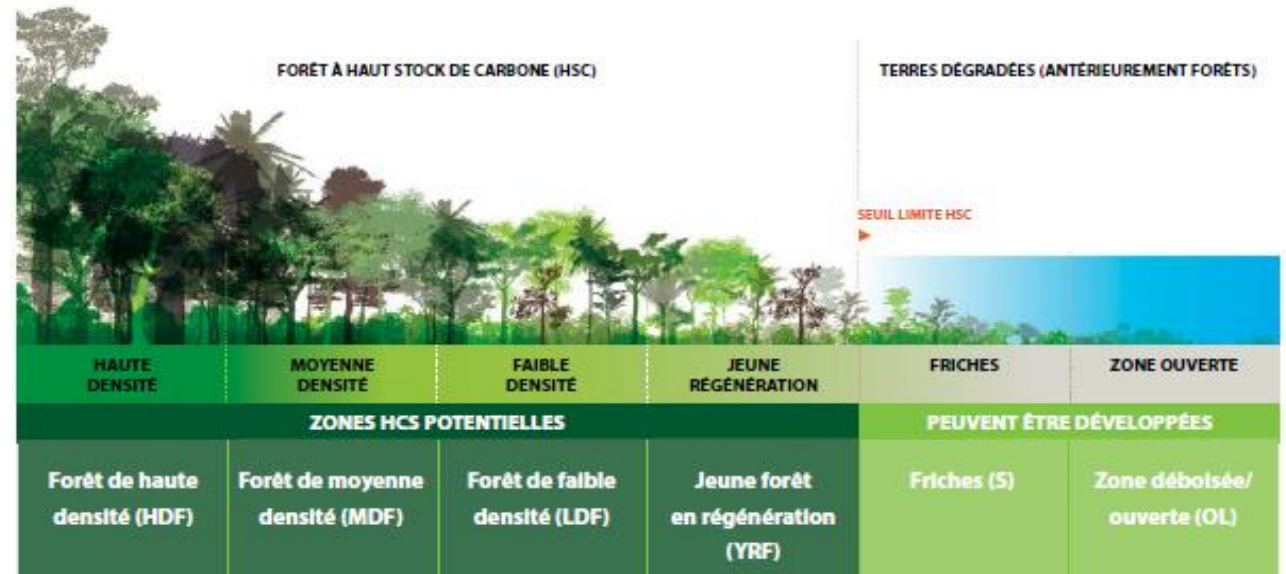 FORÊT À HAUT STOCK DE CARBONE (HSC)
TERRES DÉGRADÉES (ANTÉRIEUREMENT FORÊTS)
SEUIL LIMITE HSC
HAUTE
DENSITÉ
MOYENNE
DENSITÉ
FAIBLE
DENSITÉ
JEUNE
RÉGÉNÉRATION
FRICHES
ZONE OUVERTE
ZONES HCS POTENTIELLES
PEUVENT ÊTRE DÉVELOPPÉES
Forêt de haute
densité (HDF)
Forêt de moyenne
densité (MDF)
Forêt de faible
densité (LDF)
Jeune forêt
en régénération
(YRF)
Friches (S)
Zone déboisée/
ouverte (OL)